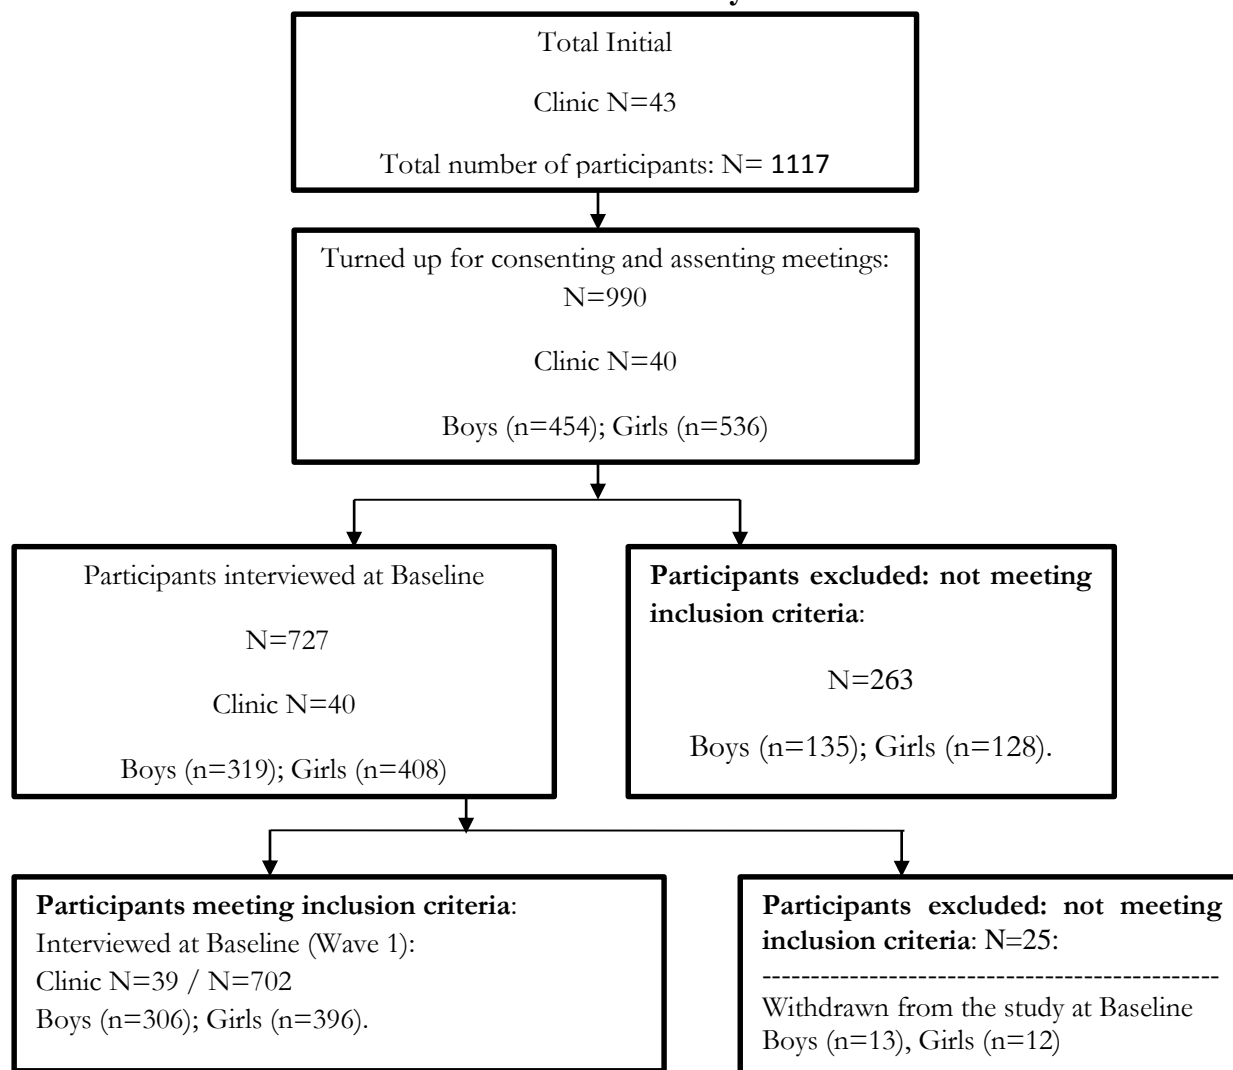 Total Initial
Clinic N=43
Total number of participants: N= 1117
Turned up for consenting and assenting meetings:
N=990
Clinic N=40
Boys (n=454); Girls (n=536)
Participants interviewed at Baseline
N=727
Clinic N=40
Boys (n=319); Girls (n=408)
Participants excluded: not meeting
inclusion criteria:
N=263
Boys (n=135); Girls (n=128).
Participants meeting inclusion criteria:
Interviewed at Baseline (Wave 1):
Clinic N=39 / N=702
Boys (n=306); Girls (n=396).
Participants excluded: not meeting
inclusion criteria: N=25:
-----------------------------------------------
Withdrawn from the study at Baseline
Boys (n=13), Girls (n=12)